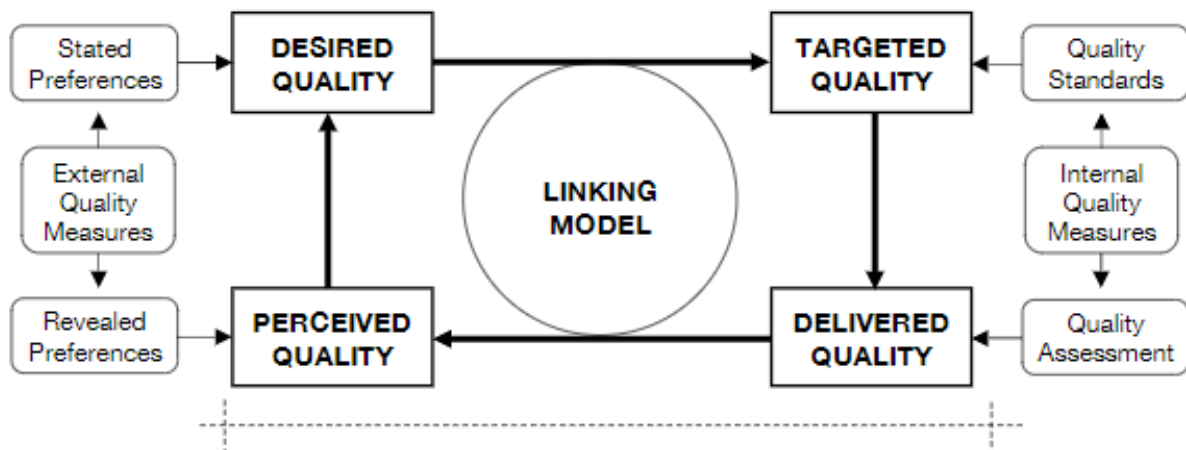 Stated
Preferences
DESIRED
QUALITY
TARGETED
QUALITY
Quality
Standards
External
Quality
Measures
LINKING
MODEL
Internal
Quality
Measures
Revealed
Preferences
PERCEIVED
QUALITY
DELIVERED
QUALITY
Quality
Assessment